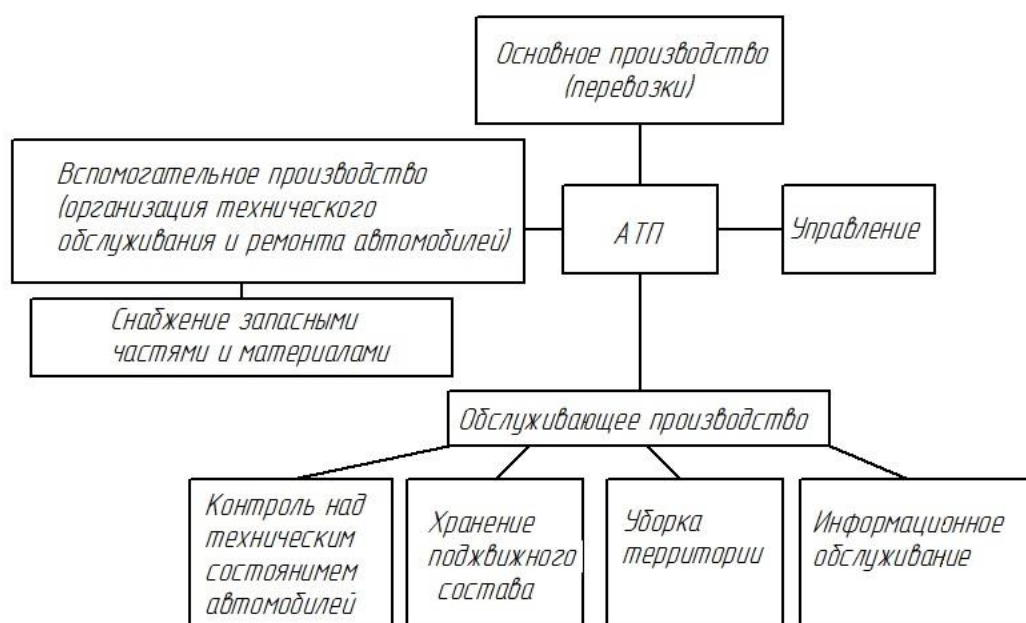 Основное производство
(перевозки)
Вспомогательное производство
(организация технического
обслуживания и ремонта автомобилей)
АТП
Управление
Снабжение запасными
частями и материалами
Обслуживающее производство
Контроль над
техническим
состоянимем
автомобилей
Хранение
поджвижного
состава
Уборка
территории
Информационное
обслуживание